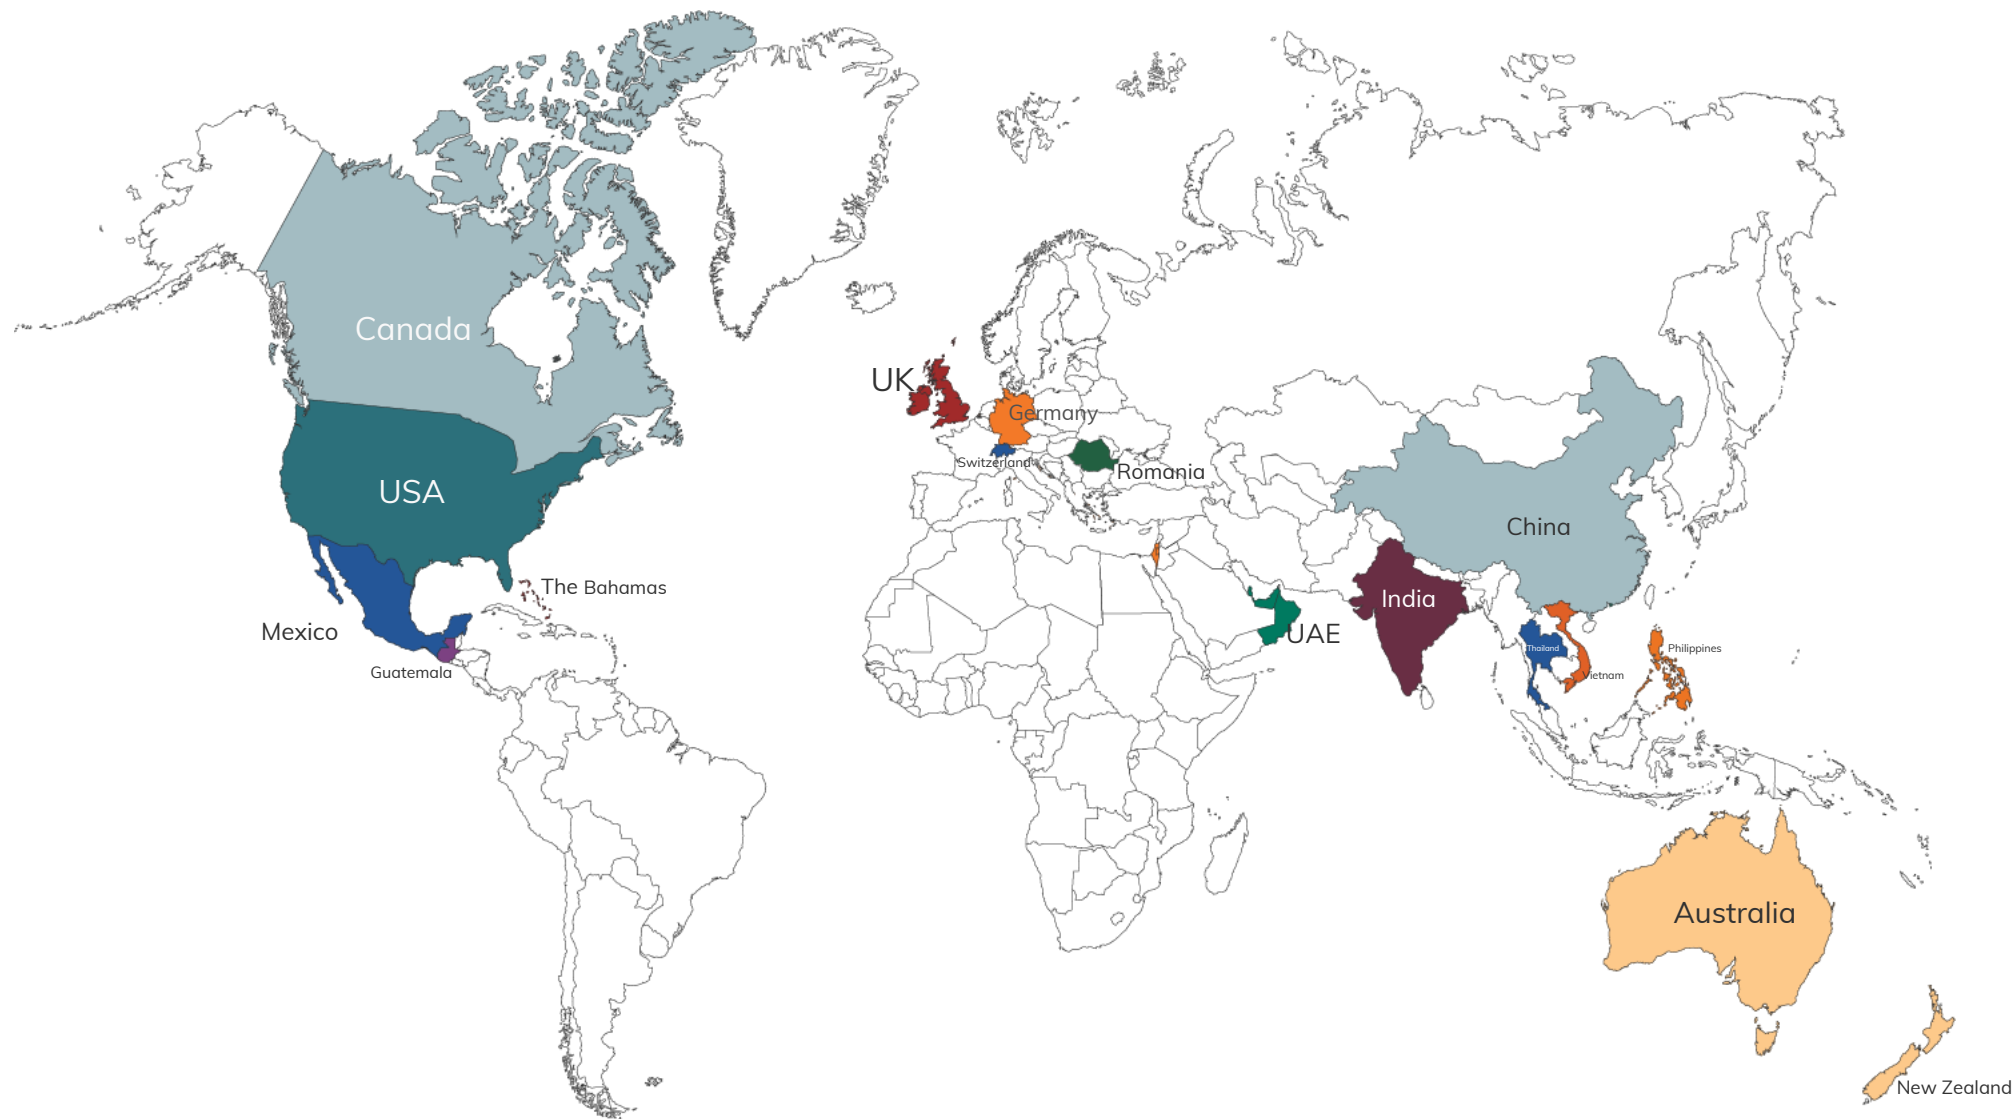 Canada
UK
Germany
Switzerland
Romania
USA
China
The Bahamas
India
Mexico
UAE
Thailand
Philippines
Guatemala
Vietnam
Australia
New Zealand